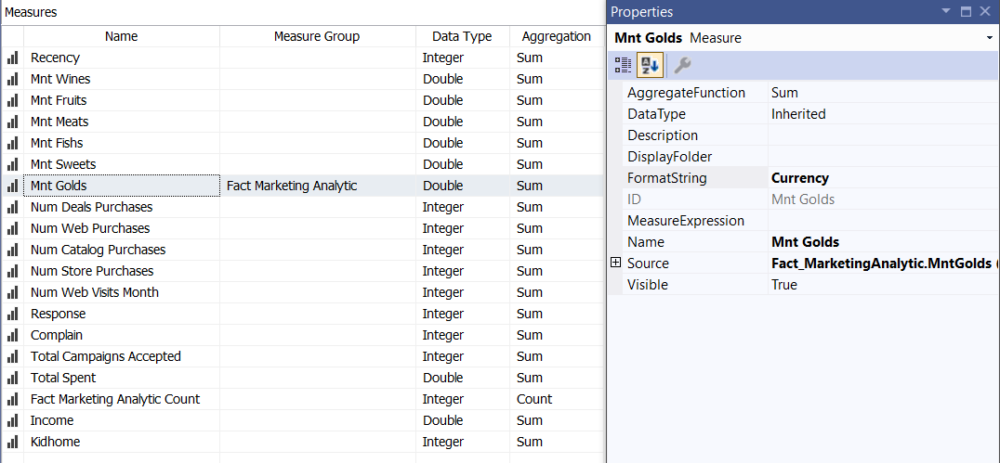 Measures
Name Measure Group Data Type Aggregation
Recency Integer Sum
Mnt Wines Double Sum
Mnt Fruits Double Sum
Mnt Meats Double Sum
Mnt Fishs Double Sum
Mnt Sweets Double Sum
Mnt Golds Fact Marketing Analytic Double Sum
Num Deals Purchases Integer Sum
Num Web Purchases Integer Sum
Num Catalog Purchases Integer Sum
Num Store Purchases Integer Sum
Num Web Visits Month Integer Sum
Response Integer Sum
Complain Integer Sum
Total Campaigns Accepted Integer Sum
Total Spent Double Sum
Fact Marketing Analytic Count Integer Count
Income Double Sum
Kidhome Integer Sum
Properties
Mnt Golds Measure
A Z
AggregateFunction Sum
DataType Inherited
Description
DisplayFolder
FormatString Currency
ID Mnt Golds
MeasureExpression
Name Mnt Golds
Source Fact_MarketingAnalytic.MntGolds (
Visible True